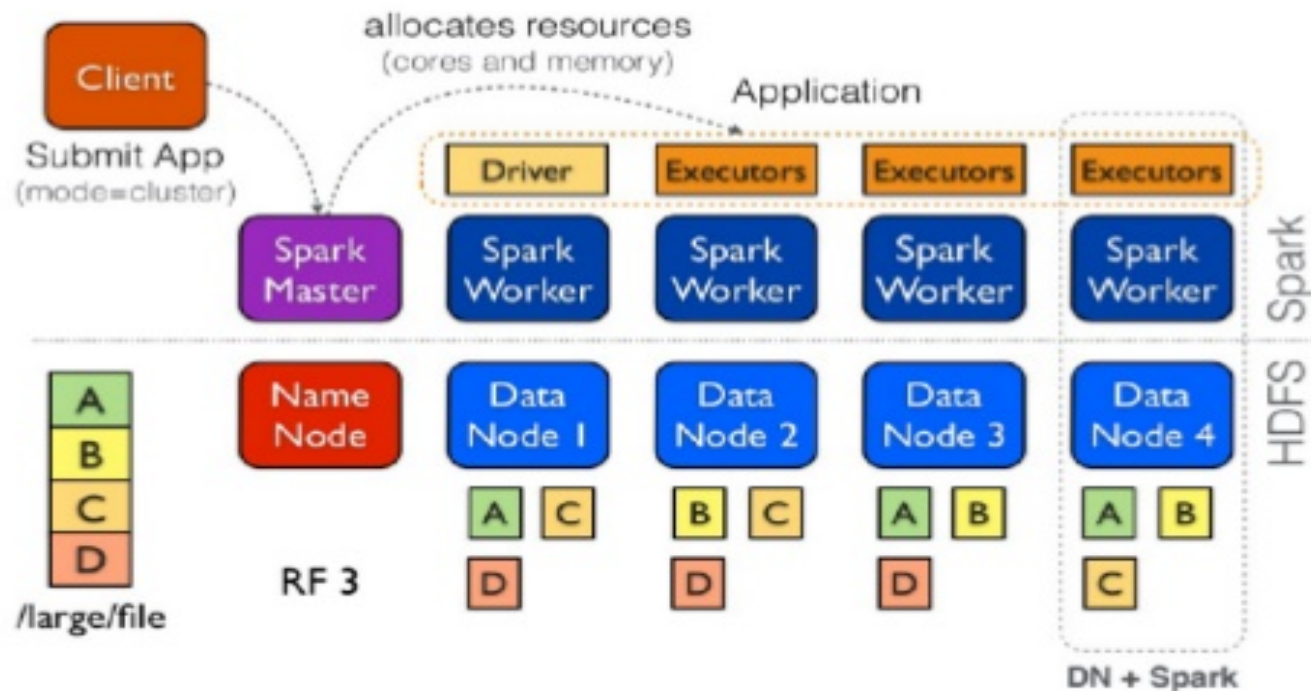 allocates resources
(cores and memory)
Client
Application
Submit App
(mode=cluster)
Driver
Executors
Executors
Executors
Spark
Master
Spark
Worker
Spark
Worker
Spark
Worker
Spark
Worker
Spark
A
B
C
D
/large/file
Name
Node
Data
Node 1
Data
Node 2
Data
Node 3
Data
Node 4
HDFS
RF 3
A C
D
B C
D
A B
D
A B
C
DN + Spark